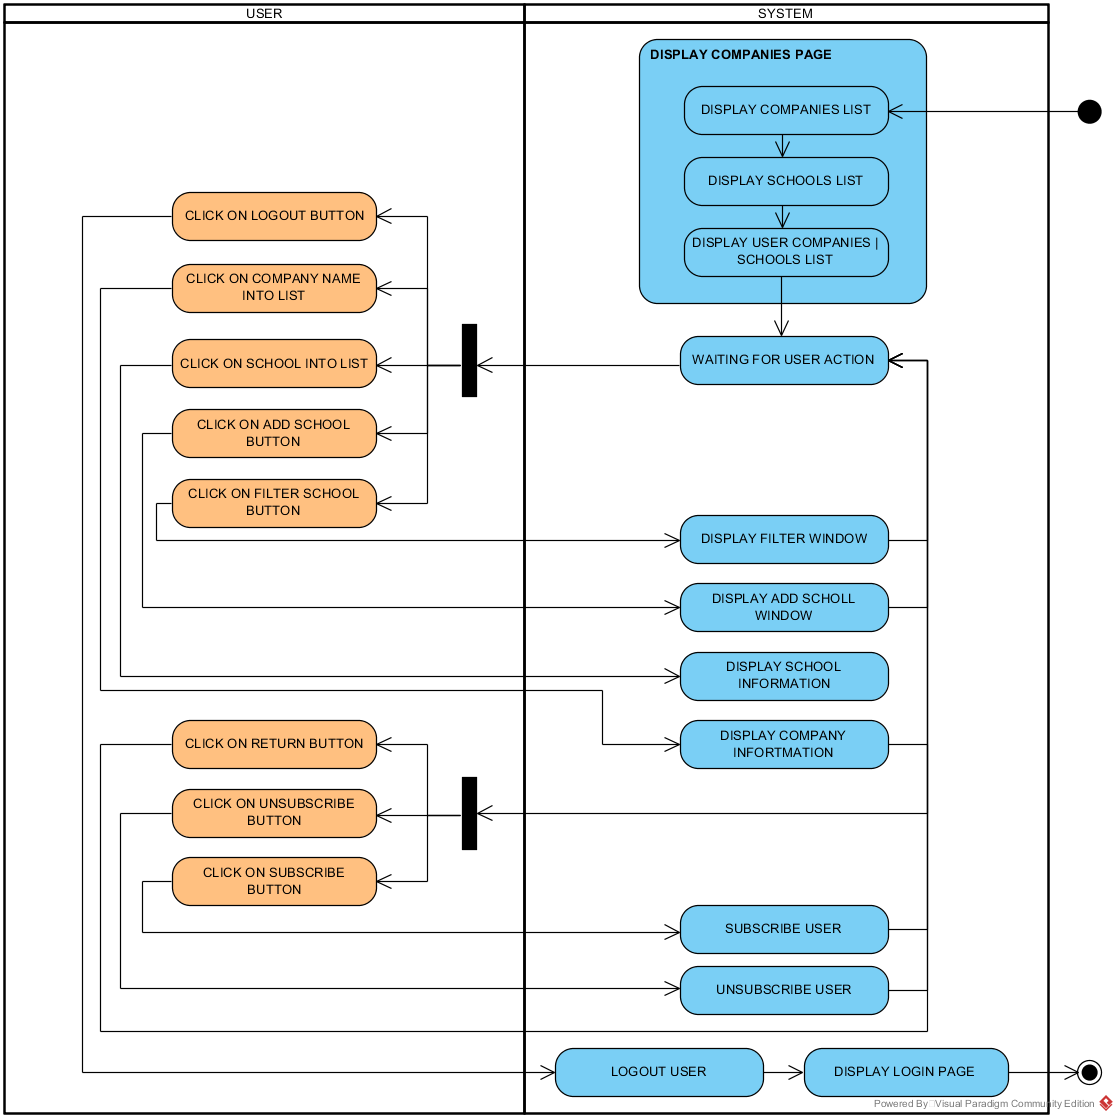 USER
SYSTEM
DISPLAY COMPANIES PAGE
DISPLAY COMPANIES LIST
DISPLAY SCHOOLS LIST
DISPLAY USER COMPANIES |
SCHOOLS LIST
CLICK ON LOGOUT BUTTON
CLICK ON COMPANY NAME
INTO LIST
CLICK ON SCHOOL INTO LIST
WAITING FOR USER ACTION
CLICK ON ADD SCHOOL
BUTTON
CLICK ON FILTER SCHOOL
BUTTON
DISPLAY FILTER WINDOW
DISPLAY ADD SCHOLL
WINDOW
DISPLAY SCHOOL
INFORMATION
DISPLAY COMPANY
INFORTMATION
CLICK ON RETURN BUTTON
CLICK ON UNSUBSCRIBE
BUTTON
CLICK ON SUBSCRIBE
BUTTON
SUBSCRIBE USER
UNSUBSCRIBE USER
LOGOUT USER
DISPLAY LOGIN PAGE
Powered By Visual Paradigm Community Edition